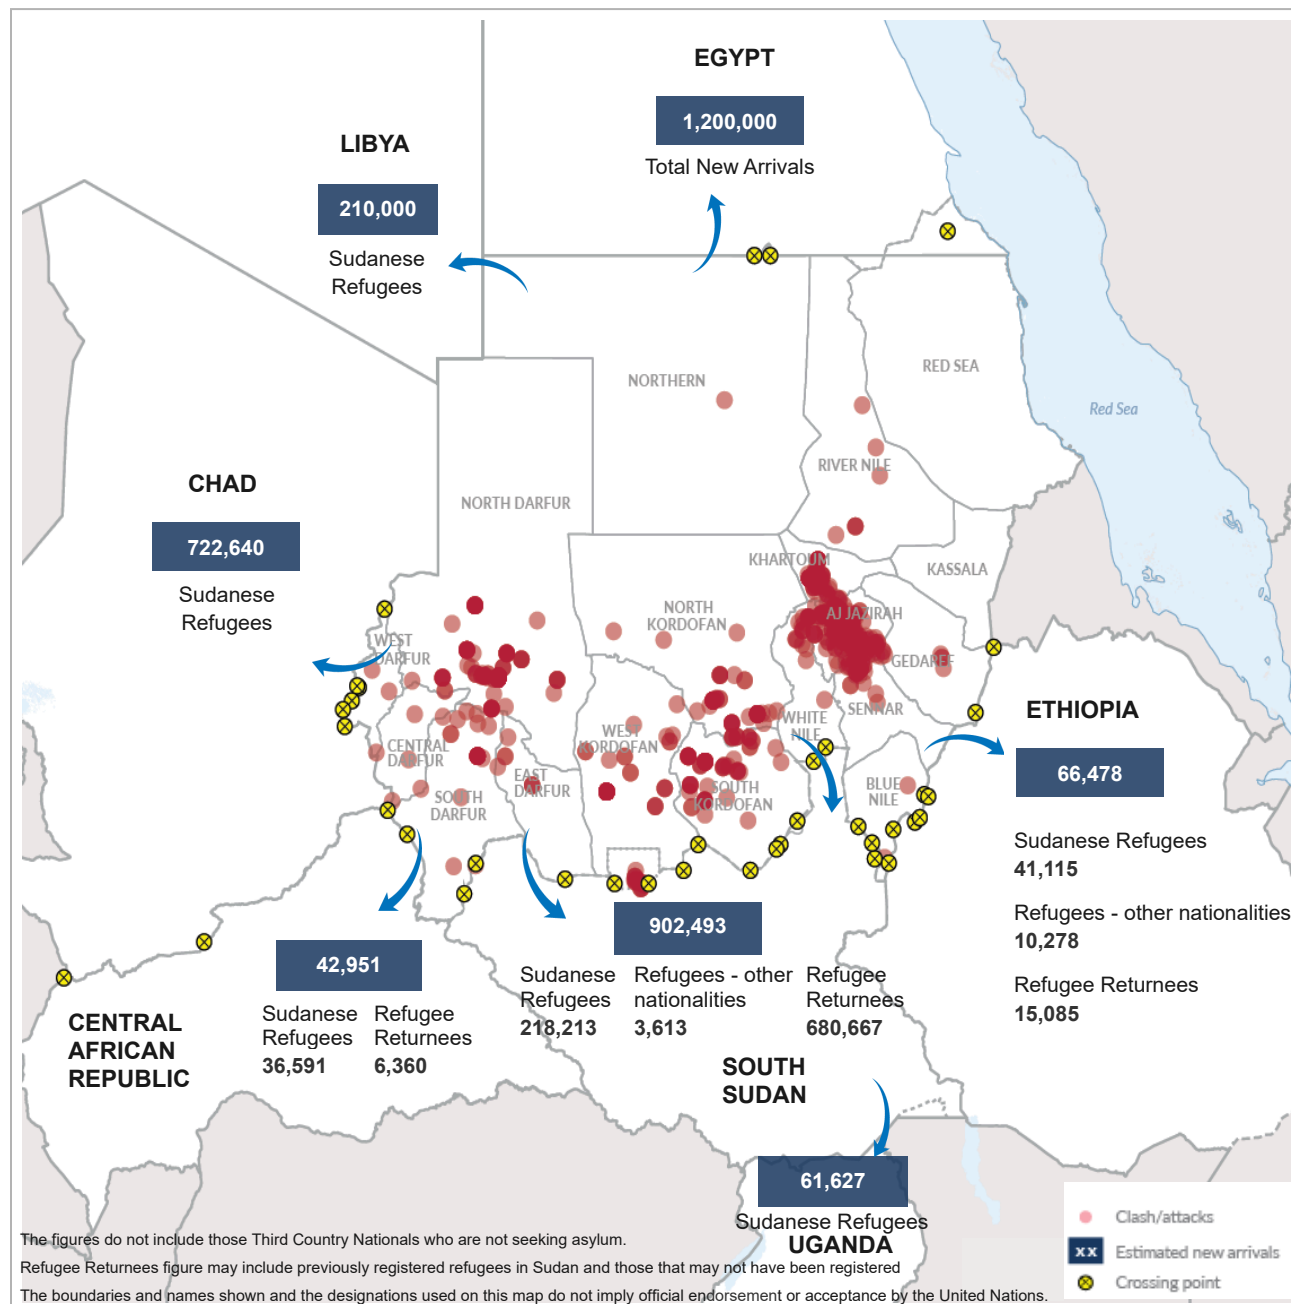 EGYPT
1,200,000
Total New Arrivals
LIBYA
210,000
Sudanese
Refugees
RED SEA
NORTHERN
Red Sea
RIVER NILE
CHAD
722,640
Sudanese
Refugees
NORTH DARFUR
KHARTOUM
KASSALA
NORTH
KORDOFAN
AJ JAZIRAH
WEST
DARFUR
GEDAREF
SENNAR
WHITE
NILE
WEST
KORDOFAN
CENTRAL
DARFUR
EAST
DARFUR
SOUTH
DARFUR
SOUTH
KORDOFAN
BLUE
NILE
ETHIOPIA
66,478
Sudanese Refugees
41,115
Refugees - other nationalities
10,278
Refugee Returnees
15,085
902,493
Sudanese
Refugees
218,213
Refugees - other
nationalities
3,613
Refugee
Returnees
680,667
SOUTH
SUDAN
42,951
Sudanese
Refugees
36,591
Refugee
Returnees
6,360
CENTRAL
AFRICAN
REPUBLIC
61,627
Sudanese Refugees
UGANDA
Clash/attacks
xx Estimated new arrivals
Crossing point
The figures do not include those Third Country Nationals who are not seeking asylum.
Refugee Returnees figure may include previously registered refugees in Sudan and those that may not have been registered
The boundaries and names shown and the designations used on this map do not imply official endorsement or acceptance by the United Nations.